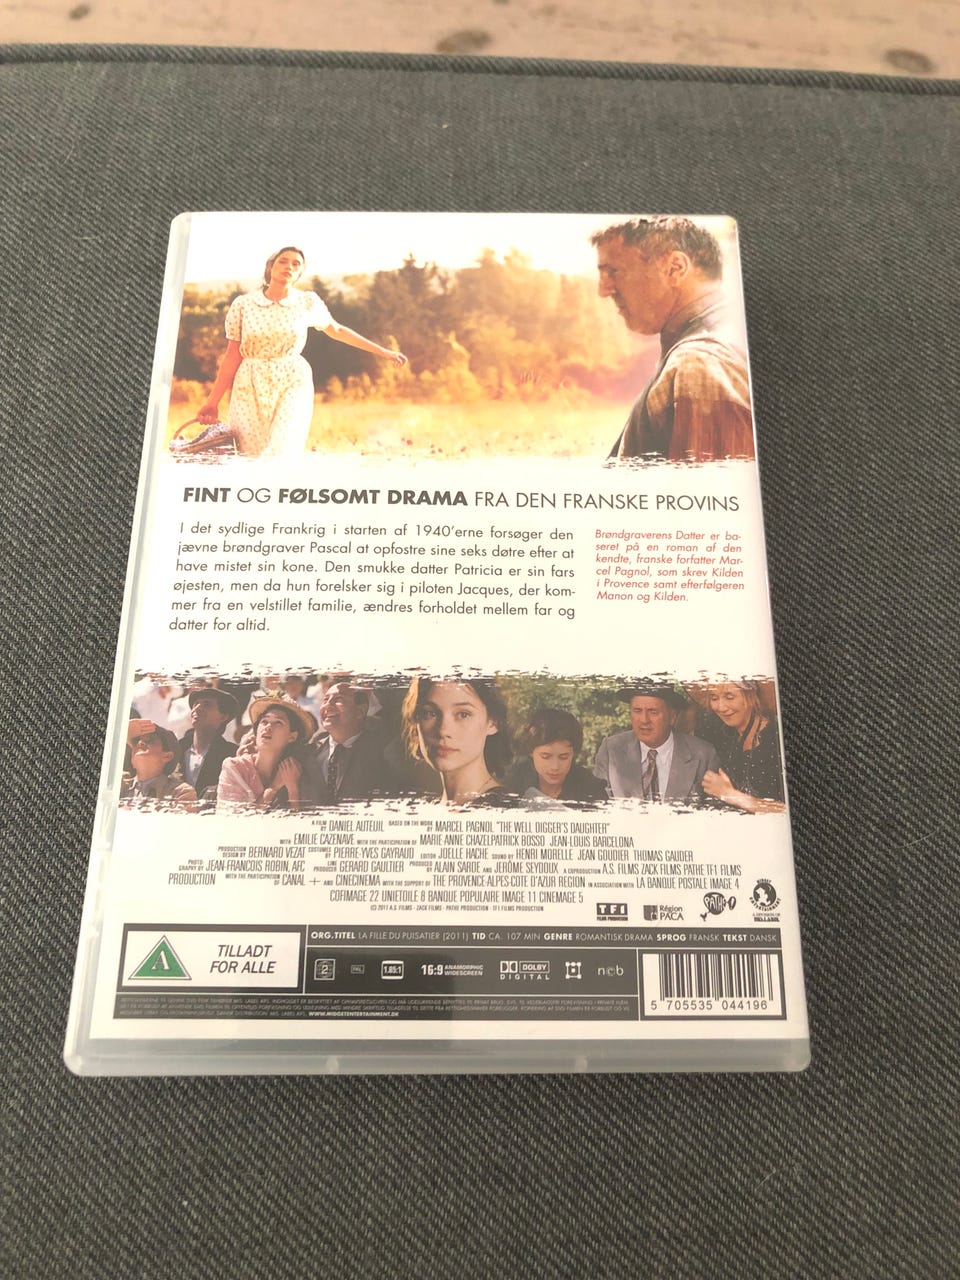 FINT OG FØLSOMT DRAMA FRA DEN FRANSKE PROVINS
I det sydlige Frankrig i starten af 1940'erne forsøger den
jævne brøndgraver Pascal at opfostre sine seks døtre efter at
have mistet sin kone. Den smukke datter Patricia er sin fars
øjesten, men da hun forelsker sig i piloten Jacques, der kom-
mer fra en velstillet familie, ændres forholdet mellem far og
datter for altid.
Brøndgraverens Datter er ba-
seret på en roman af den
kendte, franske forfatter Mar-
cel Pagnol, som skrev Kilden
i Provence samt efterfølgeren
Manon og Kilden.
A FILM BY DANIEL AUTEUIL BASED ON THE WORK BY MARCEL PAGNOL "THE WELL DIGGER'S DAUGHTER"
WITH EMILIE CAZENAVE WITH THE PARTICIPATION OF MARIE-ANNE CHAZEL PATRICK BOSSO JEAN-LOUIS BARCELONA
PRODUCTION DESIGN BY BERNARD VEZAT COSTUMES BY PIERRE-YVES GAYRAUD EDITOR JOELLE HACHE SOUND BY HENRI MORELLE JEAN GOUDIER THOMAS GAUDER
PHOTOGRAPHY BY JEAN-FRANCOIS ROBIN, AFC LINE PRODUCER GERARD GAULTIER PRODUCED BY ALAIN SARDE AND JERÔME SEYDOUX A COPRODUCTION A.S. FILMS ZACK FILMS PATHE TF1 FILMS
PRODUCTION WITH THE PARTICIPATION OF CANAL + AND CINECINEMA WITH THE SUPPORT OF THE PROVENCE-ALPES-COTE D'AZUR REGION IN ASSOCIATION WITH LA BANQUE POSTALE IMAGE 4
COFIMAGE 22 UNIETOILE 8 BANQUE POPULAIRE IMAGE 11 CINEMAGE 5
(C) 2011 A.S. FILMS - ZACK FILMS - PATHE PRODUCTION - TF1 FILMS PRODUCTION
TF1
FILMS PRODUCTION
Région
PACA
PATHÉ
MIDGET
ENTERTAINMENT
A DIVISION OF
MIS. LABEL
TILLADT
FOR ALLE
ORG.TITEL LA FILLE DU PUISATIER (2011) TID CA. 107 MIN GENRE ROMANTISK DRAMA SPROG FRANSK TEKST DANSK
2
PAL
1.85:1
16:9 ANAMORPHIC WIDESCREEN
DOLBY
DIGITAL
ncb
5 705535 044196
WWW.MIDGETENTERTAINMENT.DK